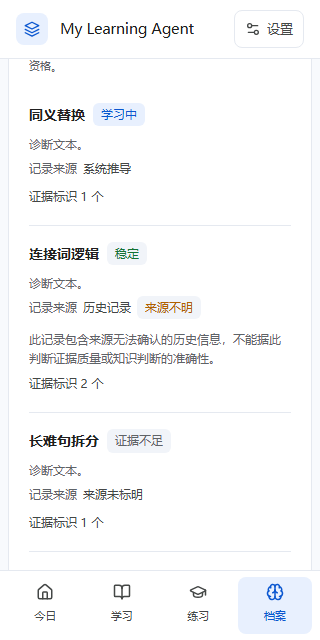 My Learning Agent
设置
资格。
同义替换 学习中
诊断文本。
记录来源 系统推导
证据标识 1 个
连接词逻辑 稳定
诊断文本。
记录来源 历史记录 来源不明
此记录包含来源无法确认的历史信息，不能据此
判断证据质量或知识判断的准确性。
证据标识 2 个
长难句拆分 证据不足
诊断文本。
记录来源 来源未标明
证据标识 1 个
今日
学习
练习
档案